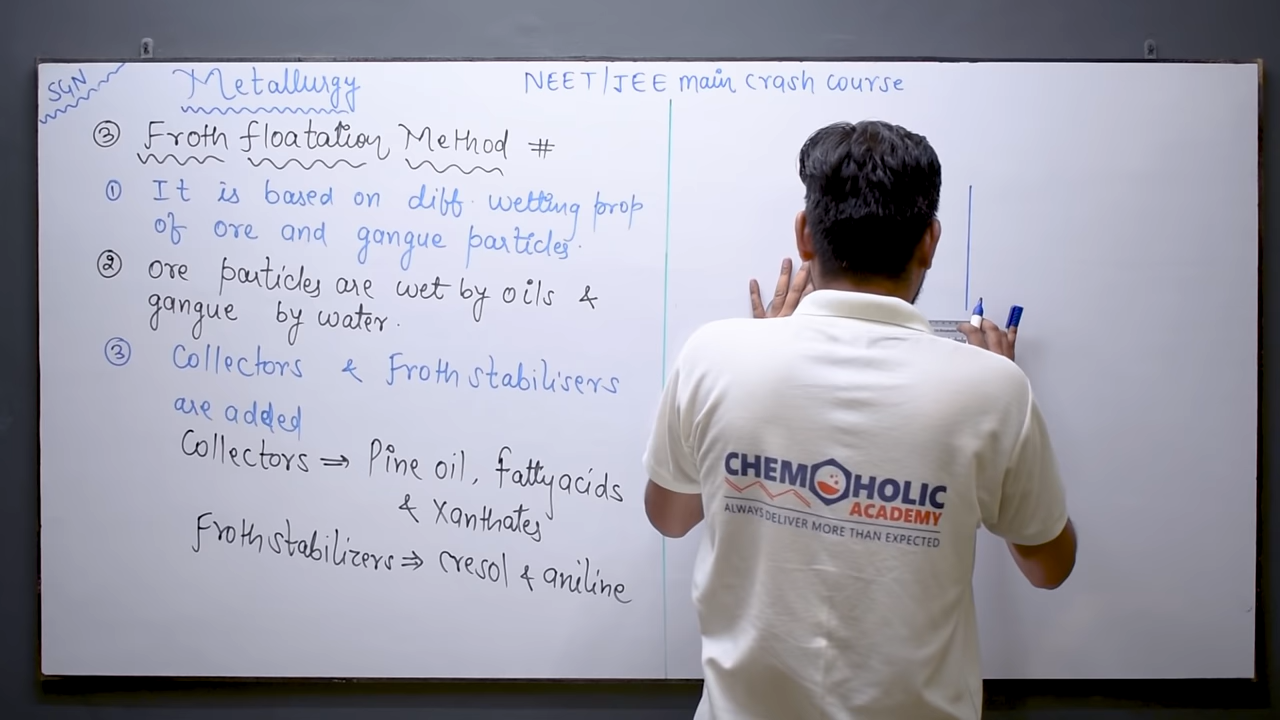 SGN
Metallurgy
NEET/JEE main crash course
③ Froth floatation Method #
① It is based on diff. wetting prop
of ore and gangue particles.
② ore particles are wet by oils &
gangue by water.
③ Collectors & Froth stabilisers
are added
Collectors ⇒ Pine oil, fatty acids
& Xanthates
Froth stabilizers ⇒ cresol & aniline
CHEMOHOLIC
ACADEMY
ALWAYS DELIVER MORE THAN EXPECTED